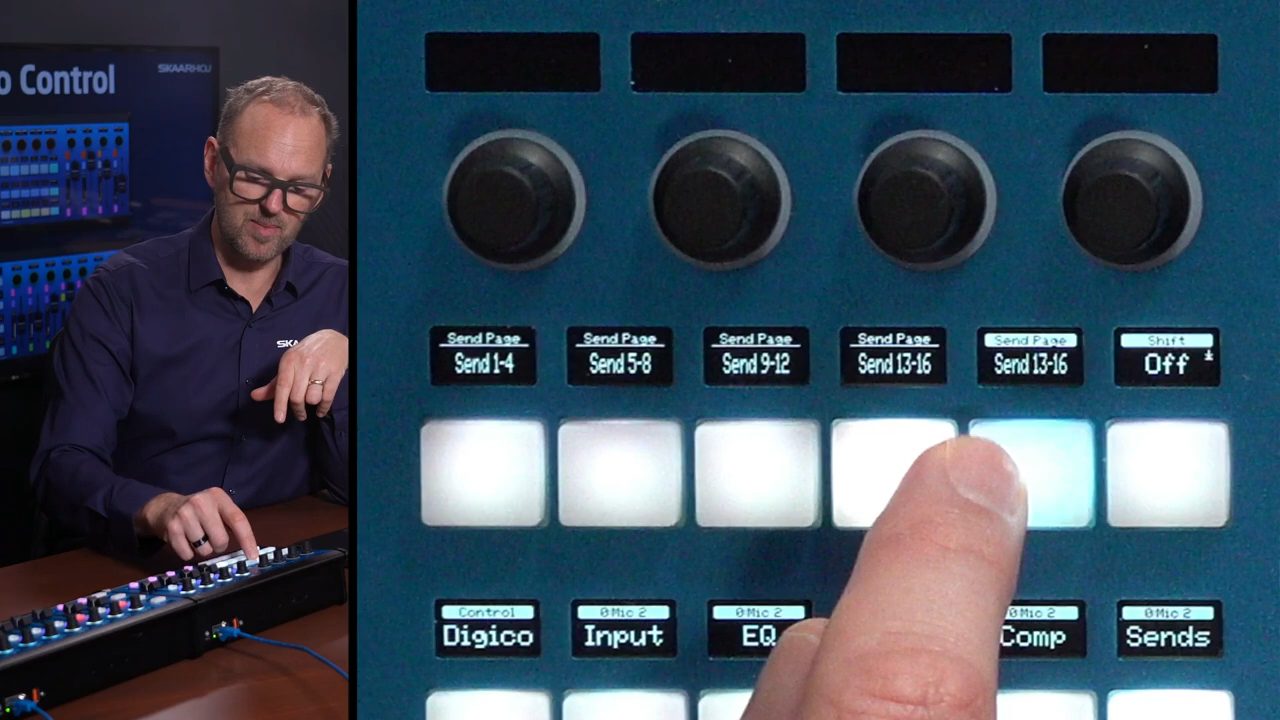 o Control
SKAARHOJ
SKA
Send Page
Send 1-4
Send Page
Send 5-8
Send Page
Send 9-12
Send Page
Send 13-16
Send Page
Send 13-16
Shift
Off *
Control
Digico
0 Mic 2
Input
0 Mic 2
EQ
0 Mic 2
Comp
0 Mic 2
Sends